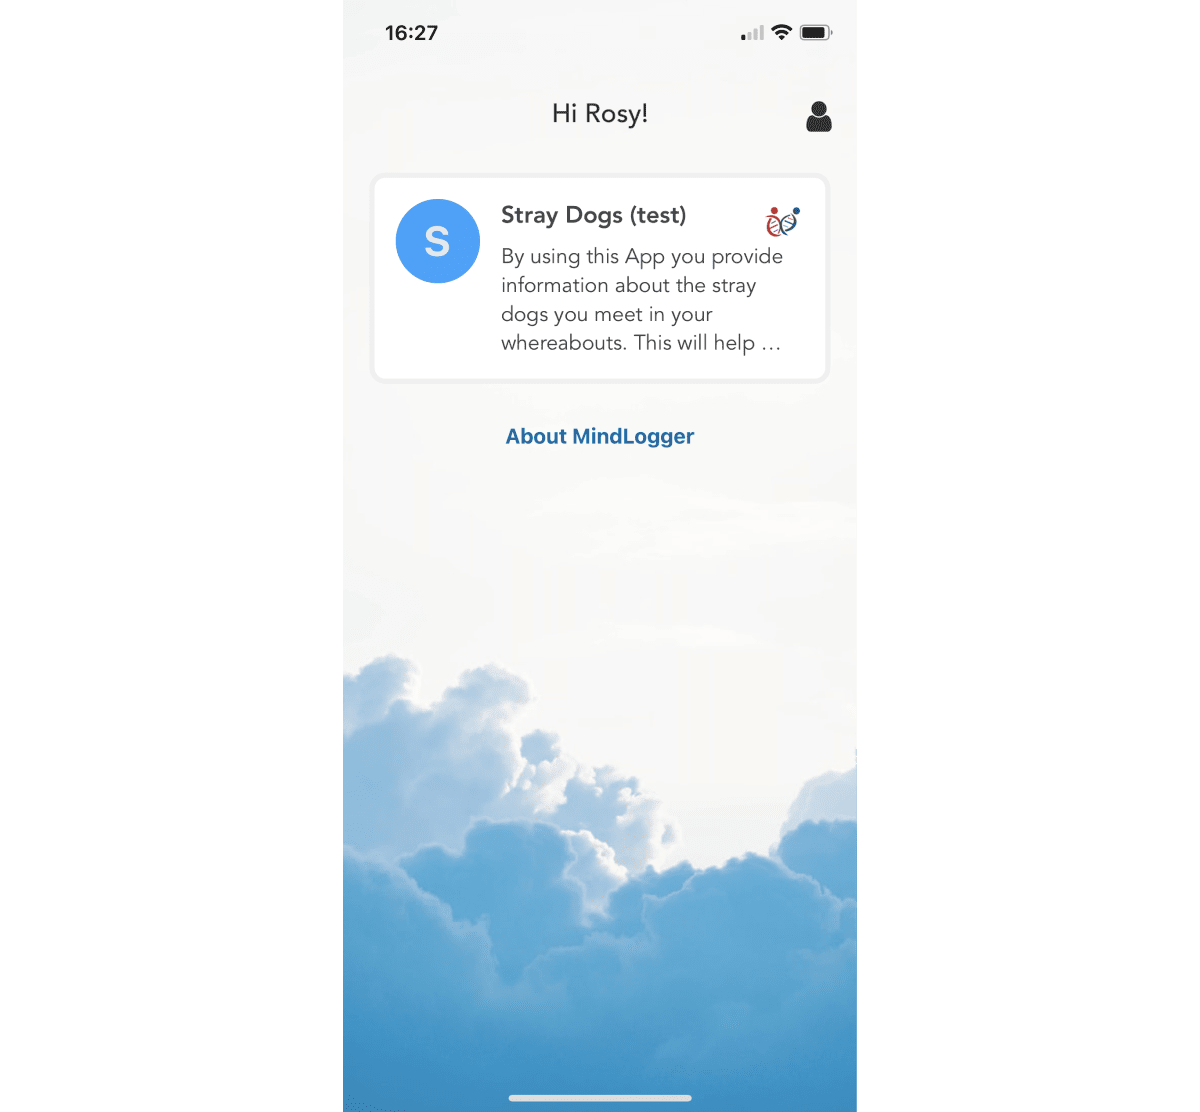 16:27
Hi Rosy!
S
Stray Dogs (test)
By using this App you provide
information about the stray
dogs you meet in your
whereabouts. This will help …
About MindLogger